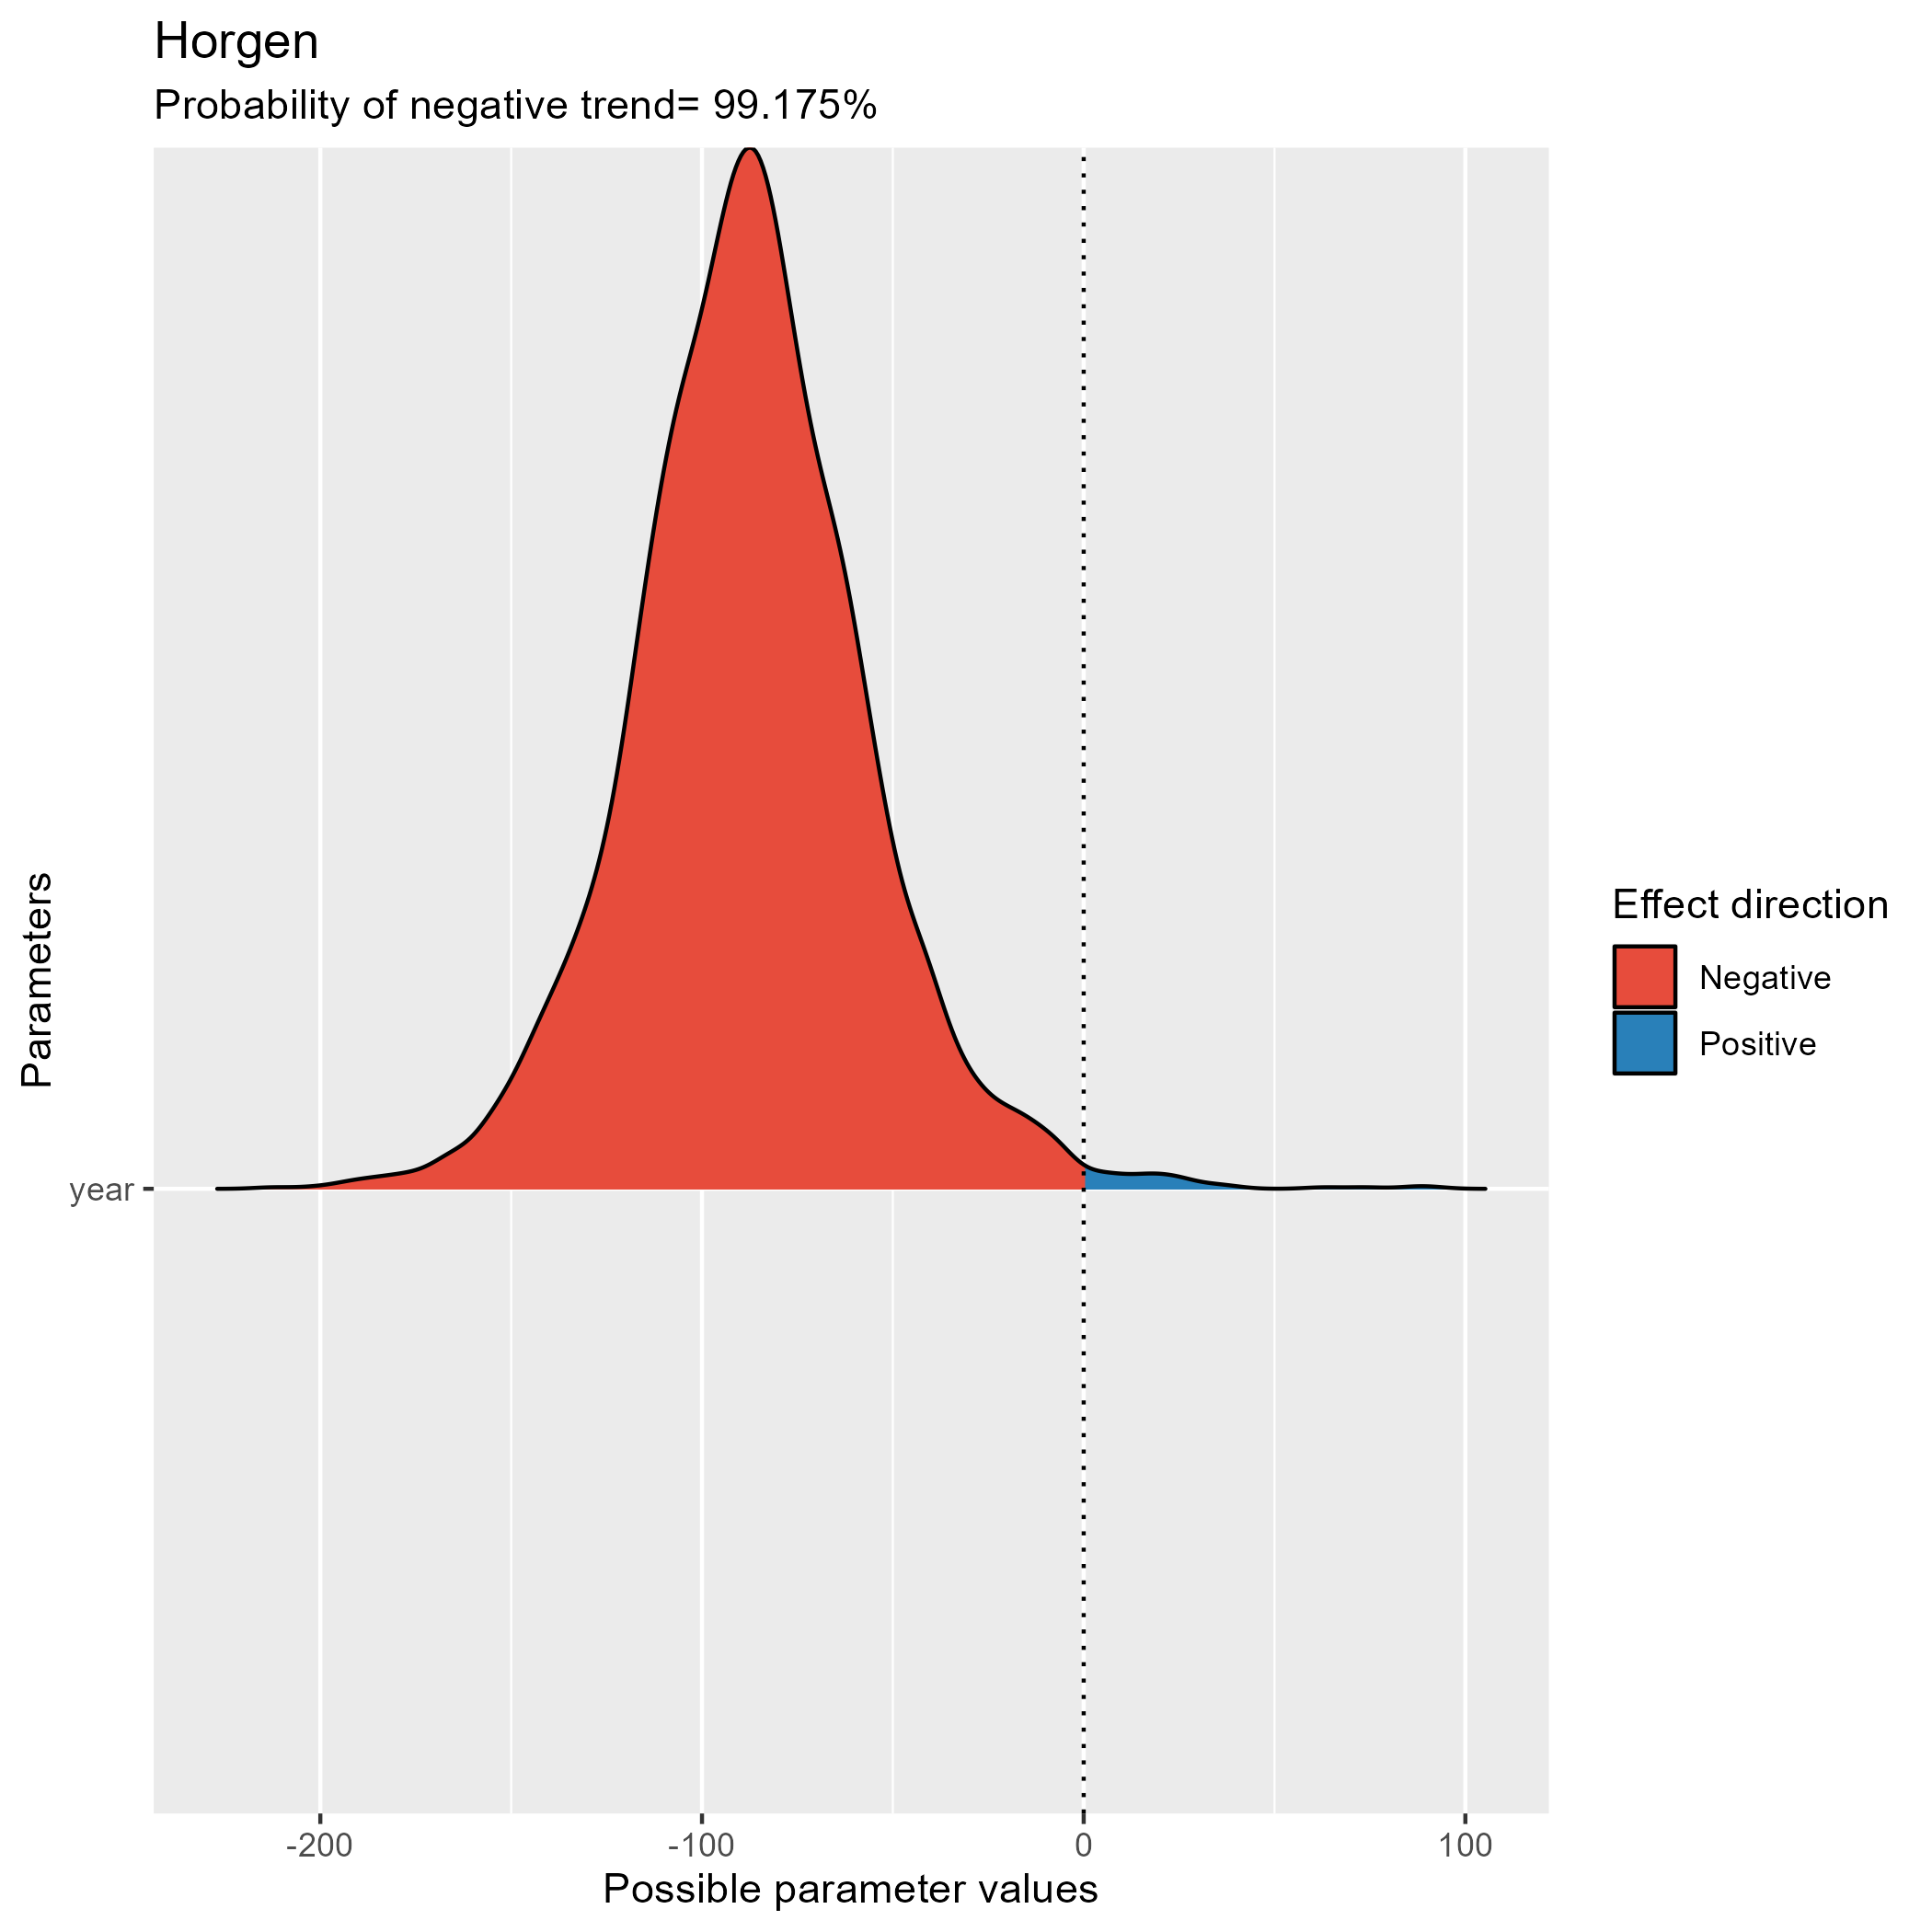 Horgen
Probability of negative trend= 99.175%
Parameters
year
Effect direction
Negative
Positive
-200
-100
0
100
Possible parameter values